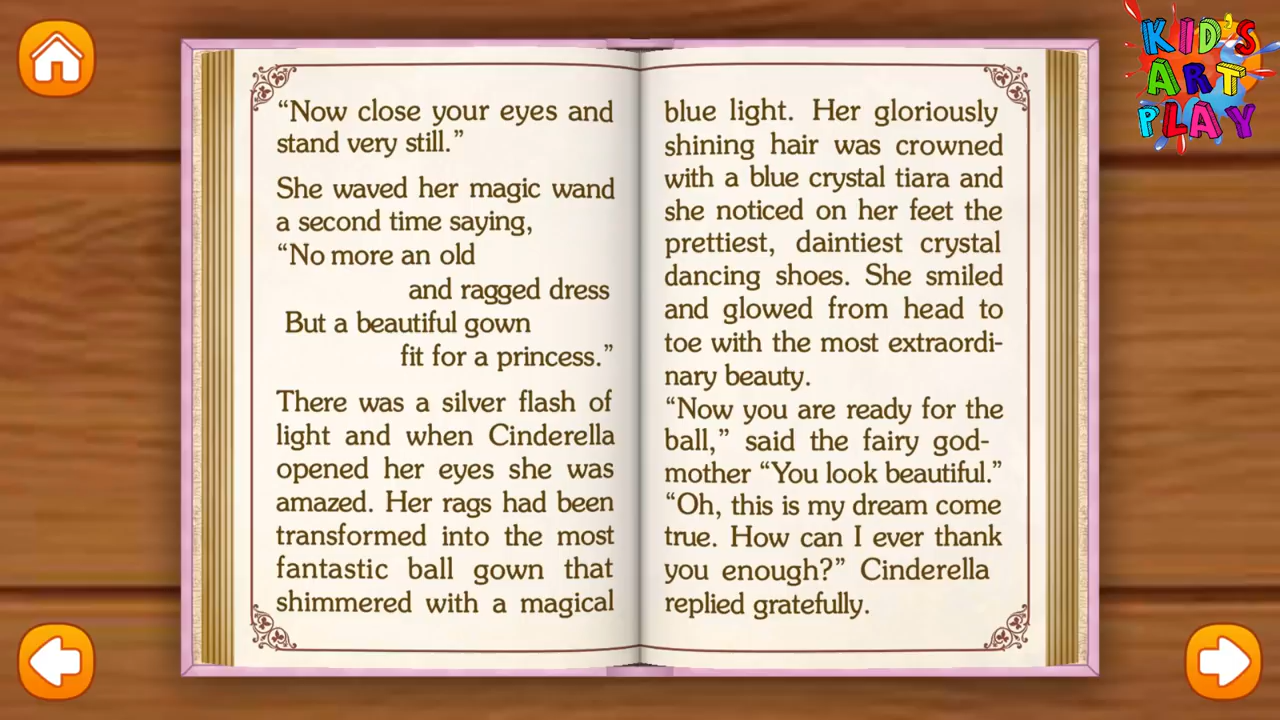 “Now close your eyes and
stand very still.”
She waved her magic wand
a second time saying,
“No more an old
and ragged dress
But a beautiful gown
fit for a princess.”
There was a silver flash of
light and when Cinderella
opened her eyes she was
amazed. Her rags had been
transformed into the most
fantastic ball gown that
shimmered with a magical
blue light. Her gloriously
shining hair was crowned
with a blue crystal tiara and
she noticed on her feet the
prettiest, daintiest crystal
dancing shoes. She smiled
and glowed from head to
toe with the most extraordi-
nary beauty.
“Now you are ready for the
ball,” said the fairy god-
mother “You look beautiful.”
“Oh, this is my dream come
true. How can I ever thank
you enough?” Cinderella
replied gratefully.
KID'S
ART
PLAY